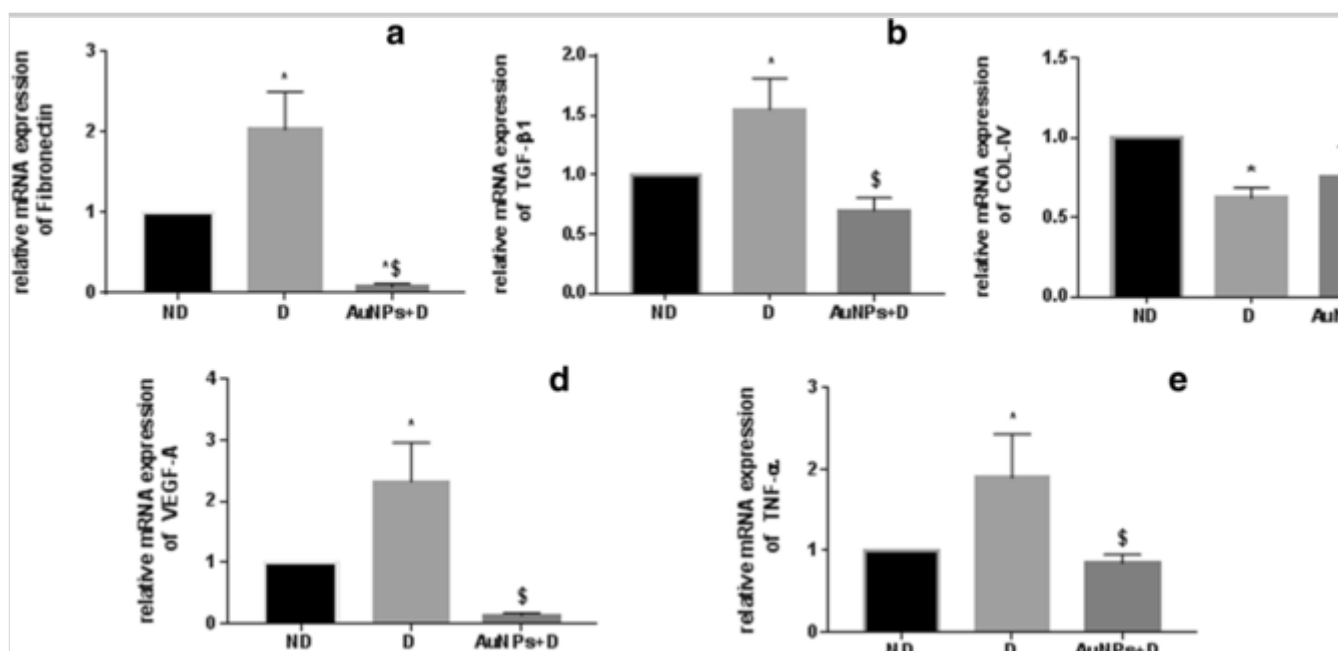 a
relative mRNA expression
of Fibronectin
3
2
1
0
*
*$
ND D AuNPs+D
b
relative mRNA expression
of TGF-β1
2.0
1.5
1.0
0.5
0.0
*
$
ND D AuNPs+D
relative mRNA expression
of COL-IV
1.5
1.0
0.5
0.0
*
ND D AuN
d
relative mRNA expression
of VEGF-A
4
3
2
1
0
*
$
ND D AuNPs+D
e
relative mRNA expression
of TNF-α.
3
2
1
0
*
$
ND D AuNPs+D